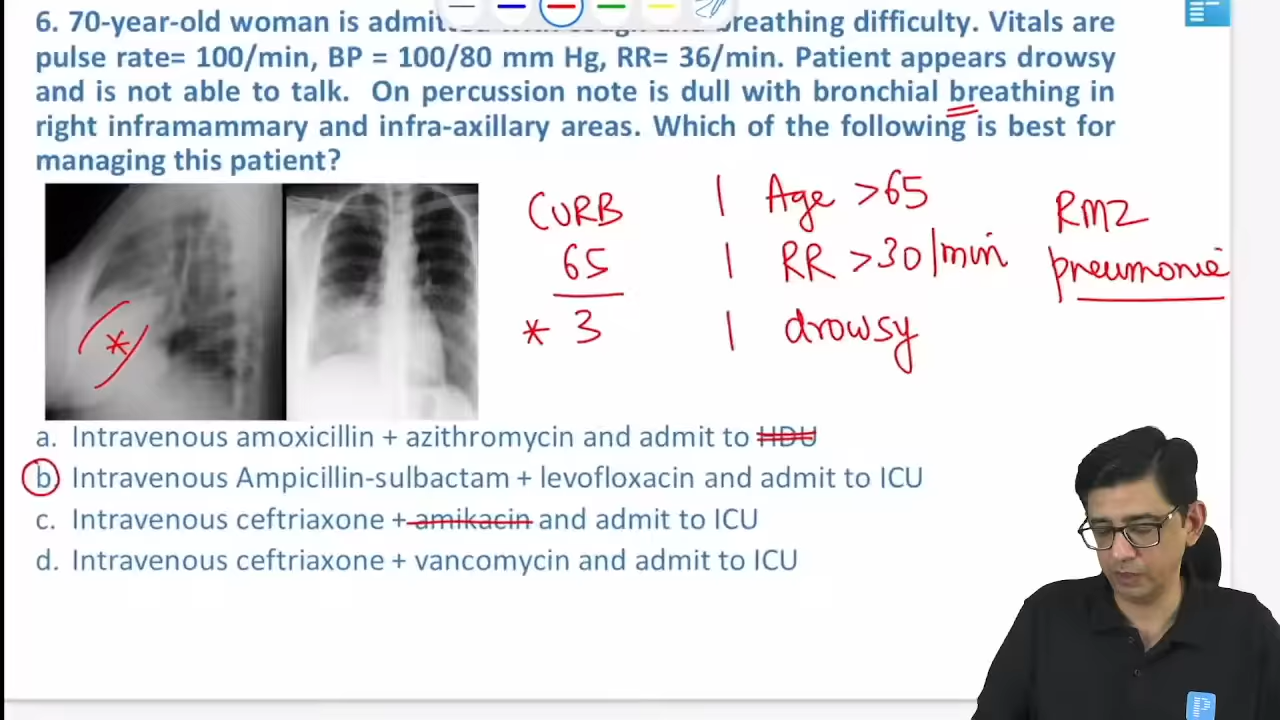 6. 70-year-old woman is admitted with cough and breathing difficulty. Vitals are
pulse rate= 100/min, BP = 100/80 mm Hg, RR= 36/min. Patient appears drowsy
and is not able to talk. On percussion note is dull with bronchial breathing in
right inframammary and infra-axillary areas. Which of the following is best for
managing this patient?
CURB
65
* 3
1 Age >65
1 RR >30/min
1 drowsy
RMZ
pneumonia
*
a. Intravenous amoxicillin + azithromycin and admit to HDU
b. Intravenous Ampicillin-sulbactam + levofloxacin and admit to ICU
c. Intravenous ceftriaxone + amikacin and admit to ICU
d. Intravenous ceftriaxone + vancomycin and admit to ICU